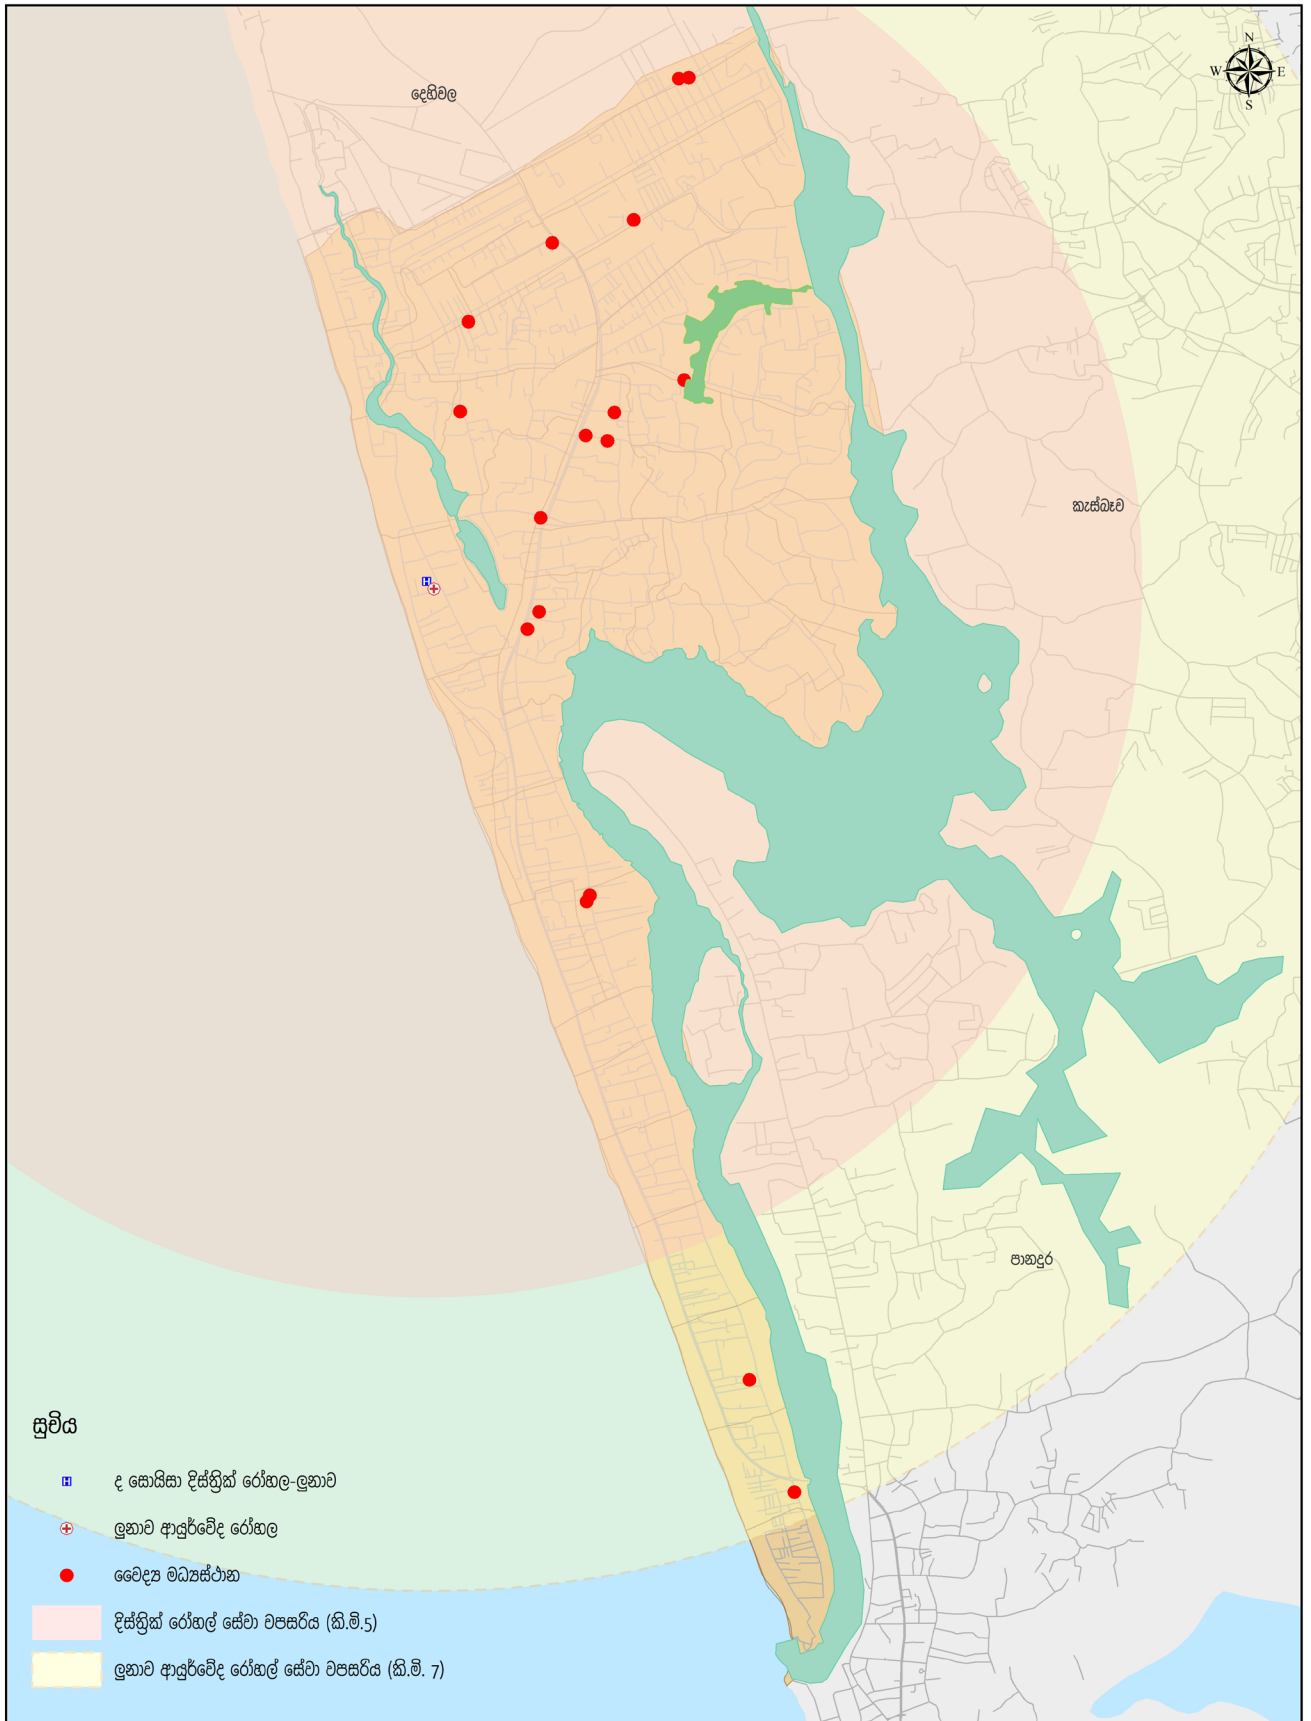 N
W E
S
දෙහිවල
කැස්බෑව
පානදුර
සූචිය
ද සොයිසා දිස්ත්‍රික් රෝහල-ලුනාව
ලුනාව ආයුර්වේද රෝහල
වෛද්‍ය මධ්‍යස්ථාන
දිස්ත්‍රික් රෝහල් සේවා වපසරිය (කි.මි.5)
ලුනාව ආයුර්වේද රෝහල් සේවා වපසරිය (කි.මි. 7)